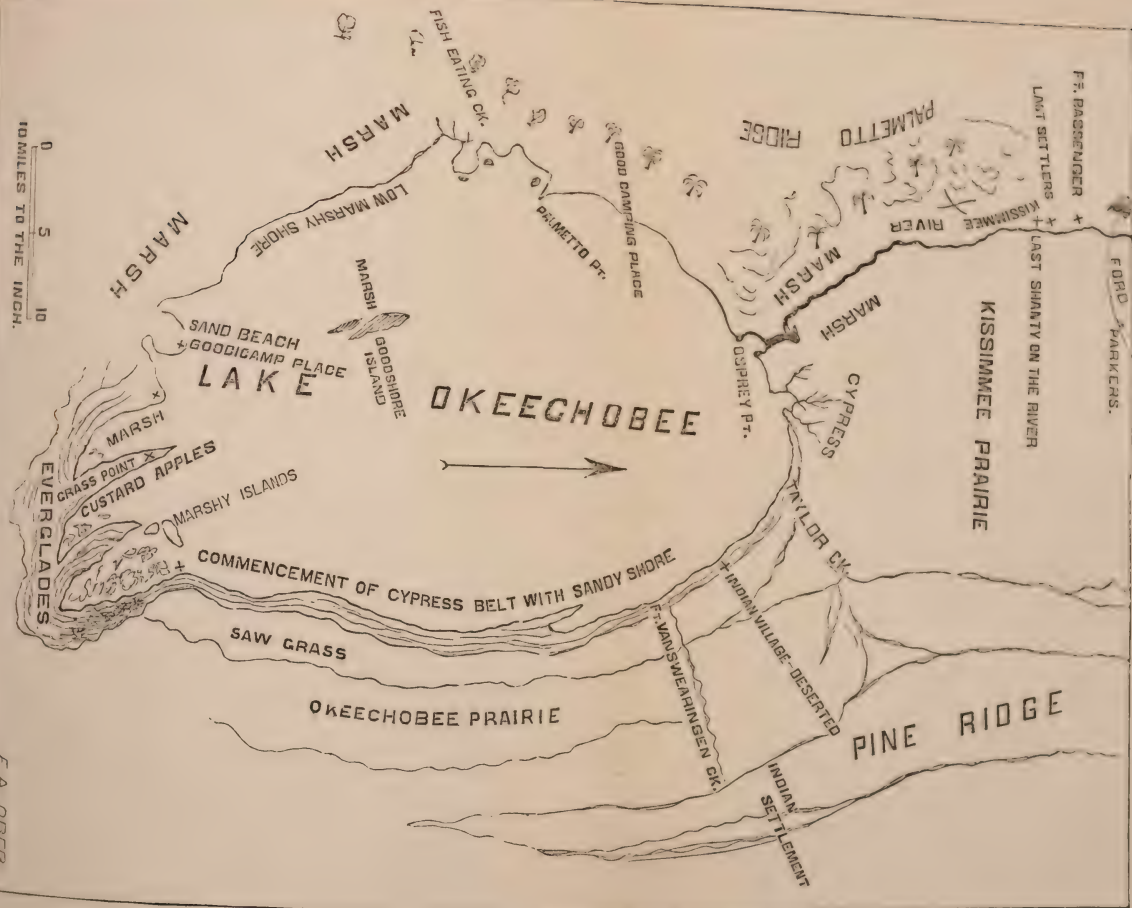 FISH EATING CK.
FT. BASSENGER
LAST SETTLERS
KISSIMMEE RIVER
LAST SHANTY ON THE RIVER
FORD PARKERS.
PALMETTO
RIDGE
MARSH
MARSH
GOOD CAMPING PLACE
PALMETTO PT.
LOW MARSHY SHORE
MARSH
MARSH
10 MILES TO THE INCH.
0 5 10
MARSH
GOOD SHORE
ISLAND
SAND BEACH
GOOD CAMP PLACE
LAKE
OKEECHOBEE
OSPREY PT.
CYPRESS
KISSIMMEE PRAIRIE
MARSH
GRASS POINT
CUSTARD APPLES
MARSHY ISLANDS
EVERGLADES
COMMENCEMENT OF CYPRESS BELT WITH SANDY SHORE
TAYLOR CK.
INDIAN VILLAGE-DESERTED
FT. VANSWEARINGEN CK.
SAW GRASS
OKEECHOBEE PRAIRIE
PINE RIDGE
INDIAN
SETTLEMENT